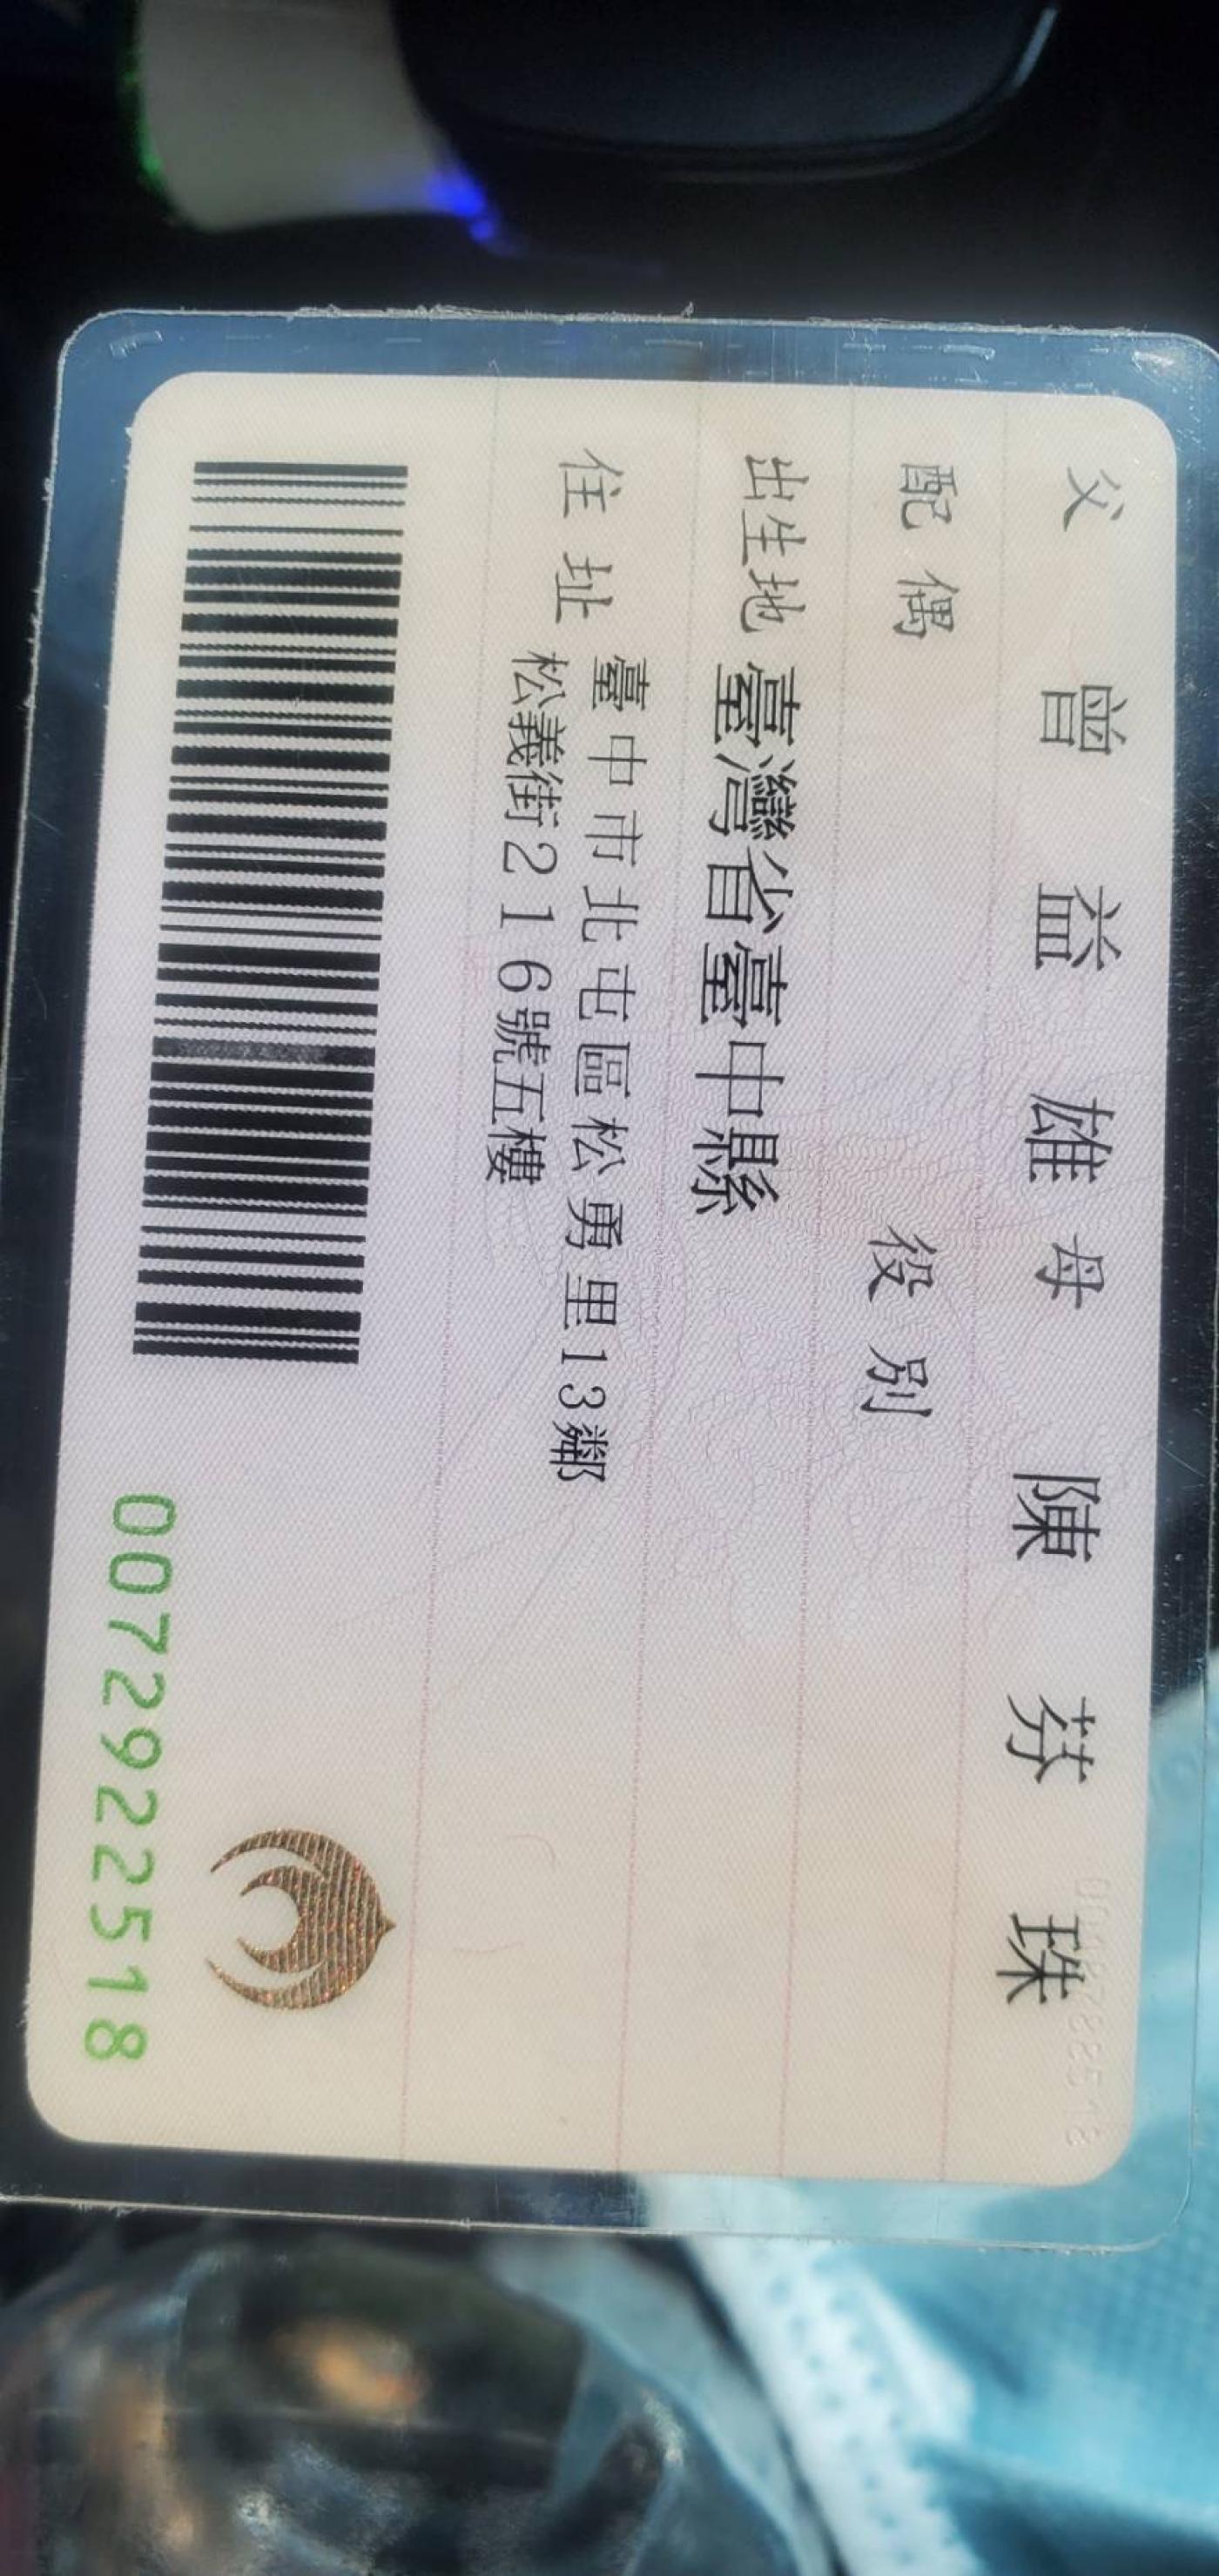 父 曾益雄 母 陳芬珠
配偶 役別
出生地 臺灣省臺中縣
住址 臺中市北屯區松勇里13鄰
松義街216號五樓
0072922518